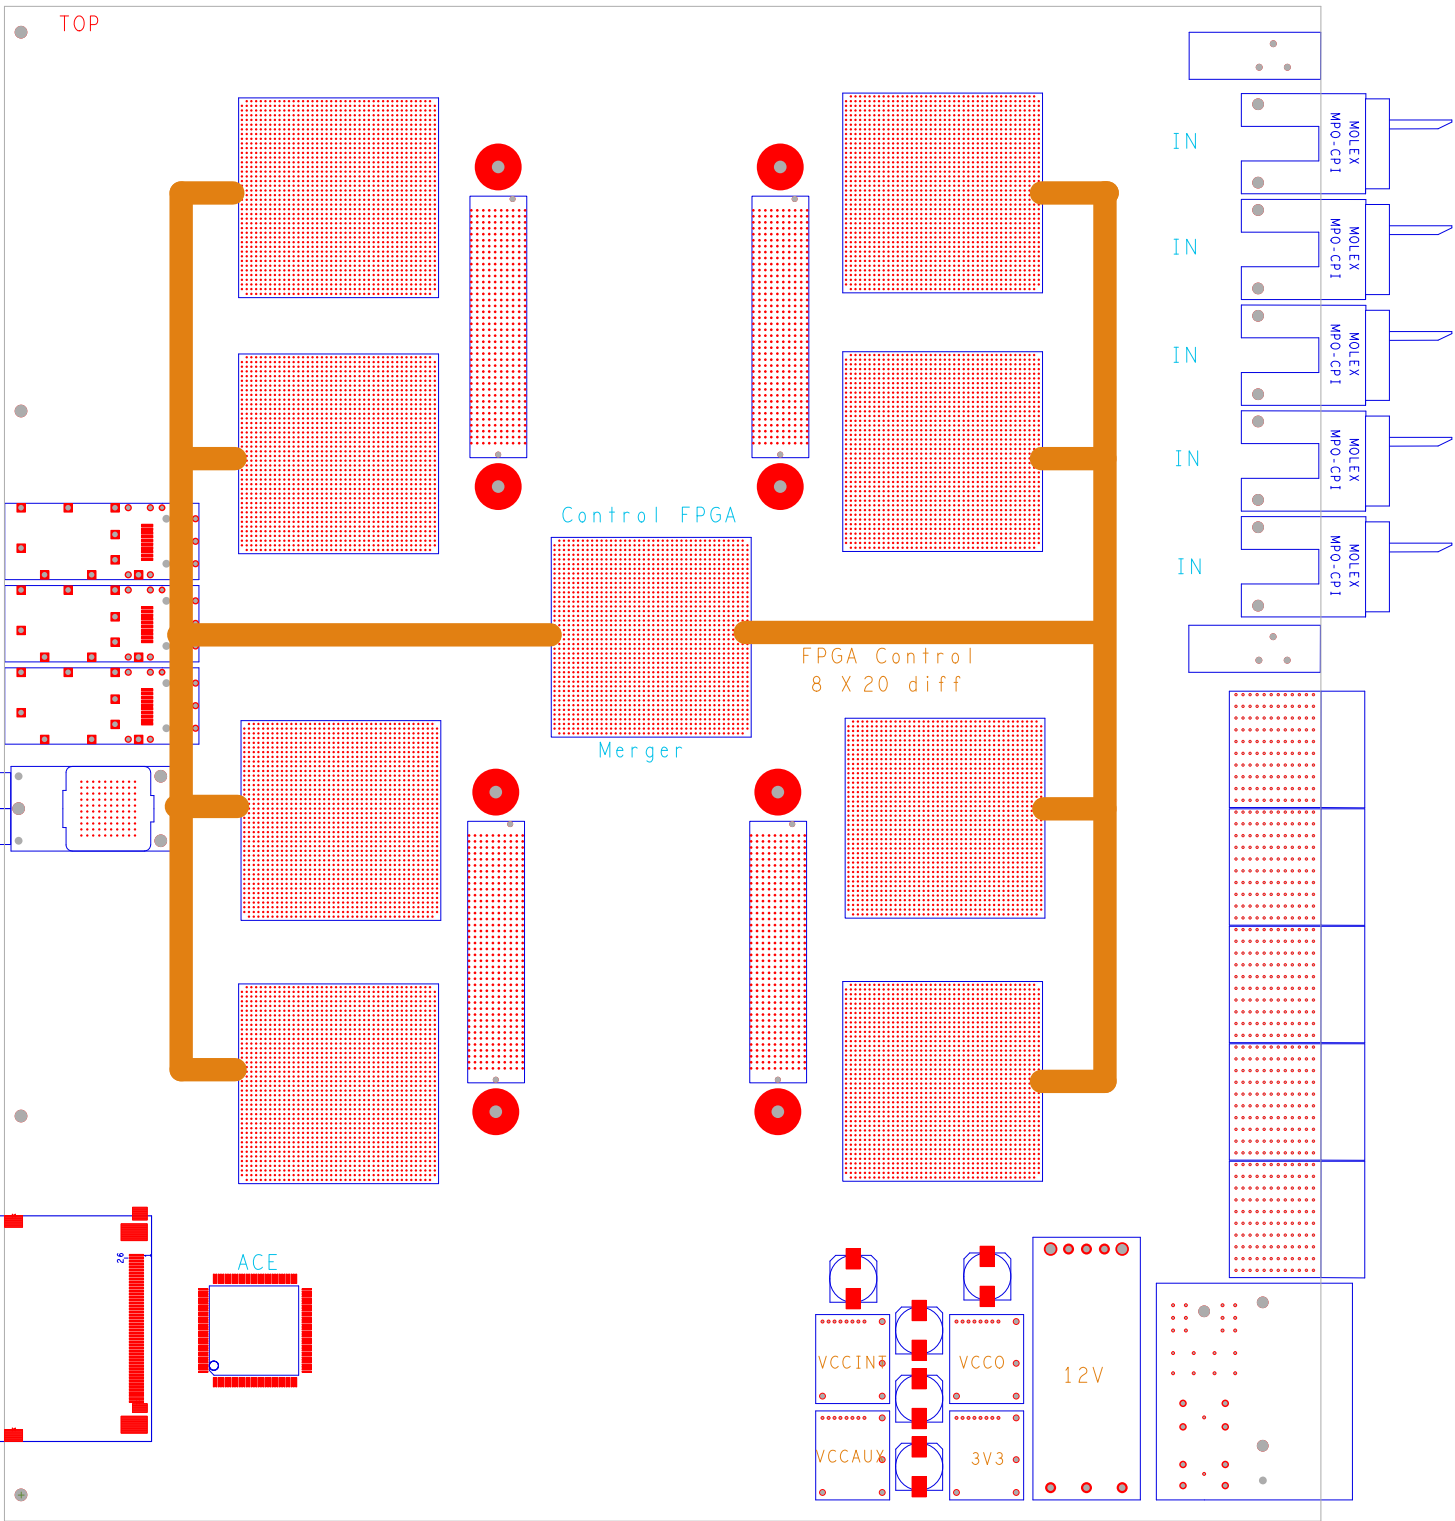 TOP
IN
MOLEX
MPO-CPI
IN
MOLEX
MPO-CPI
IN
MOLEX
MPO-CPI
IN
MOLEX
MPO-CPI
Control FPGA
IN
MOLEX
MPO-CPI
FPGA Control
8 X 20 diff
Merger
26
1
ACE
VCCINT
VCCO
12V
VCCAUX
3V3